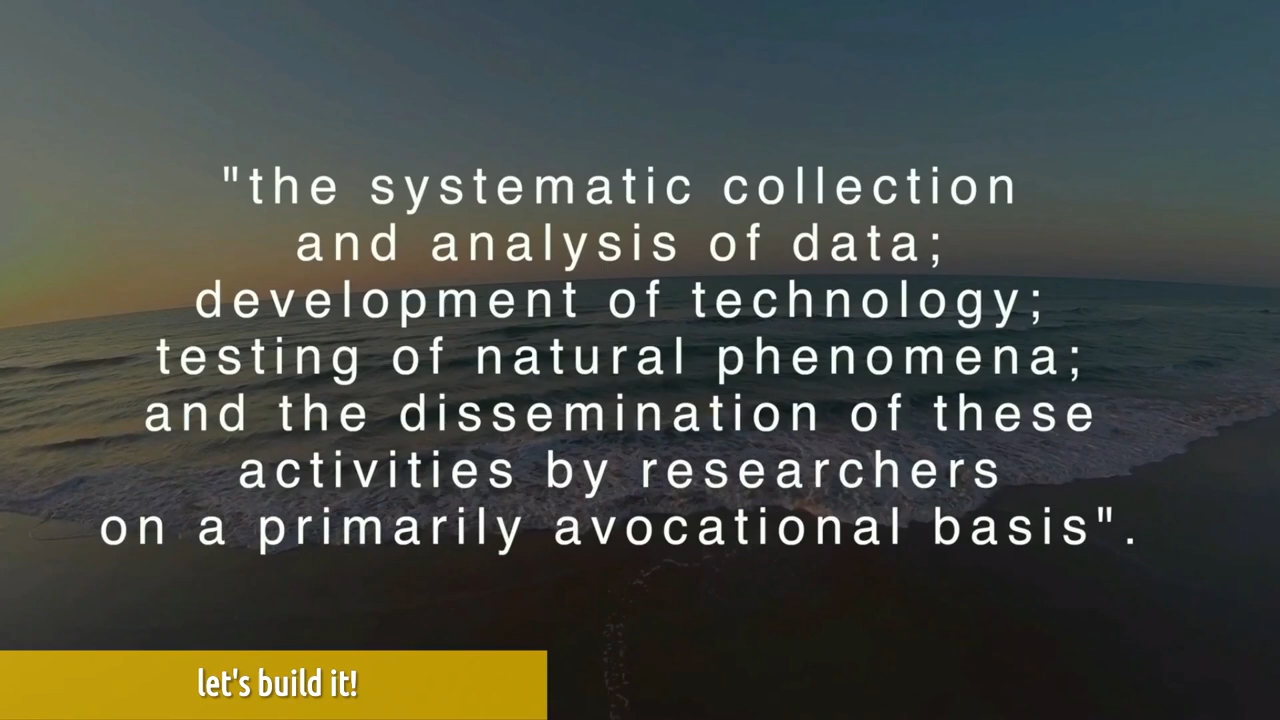 "the systematic collection
and analysis of data;
development of technology;
testing of natural phenomena;
and the dissemination of these
activities by researchers
on a primarily avocational basis".
let's build it!